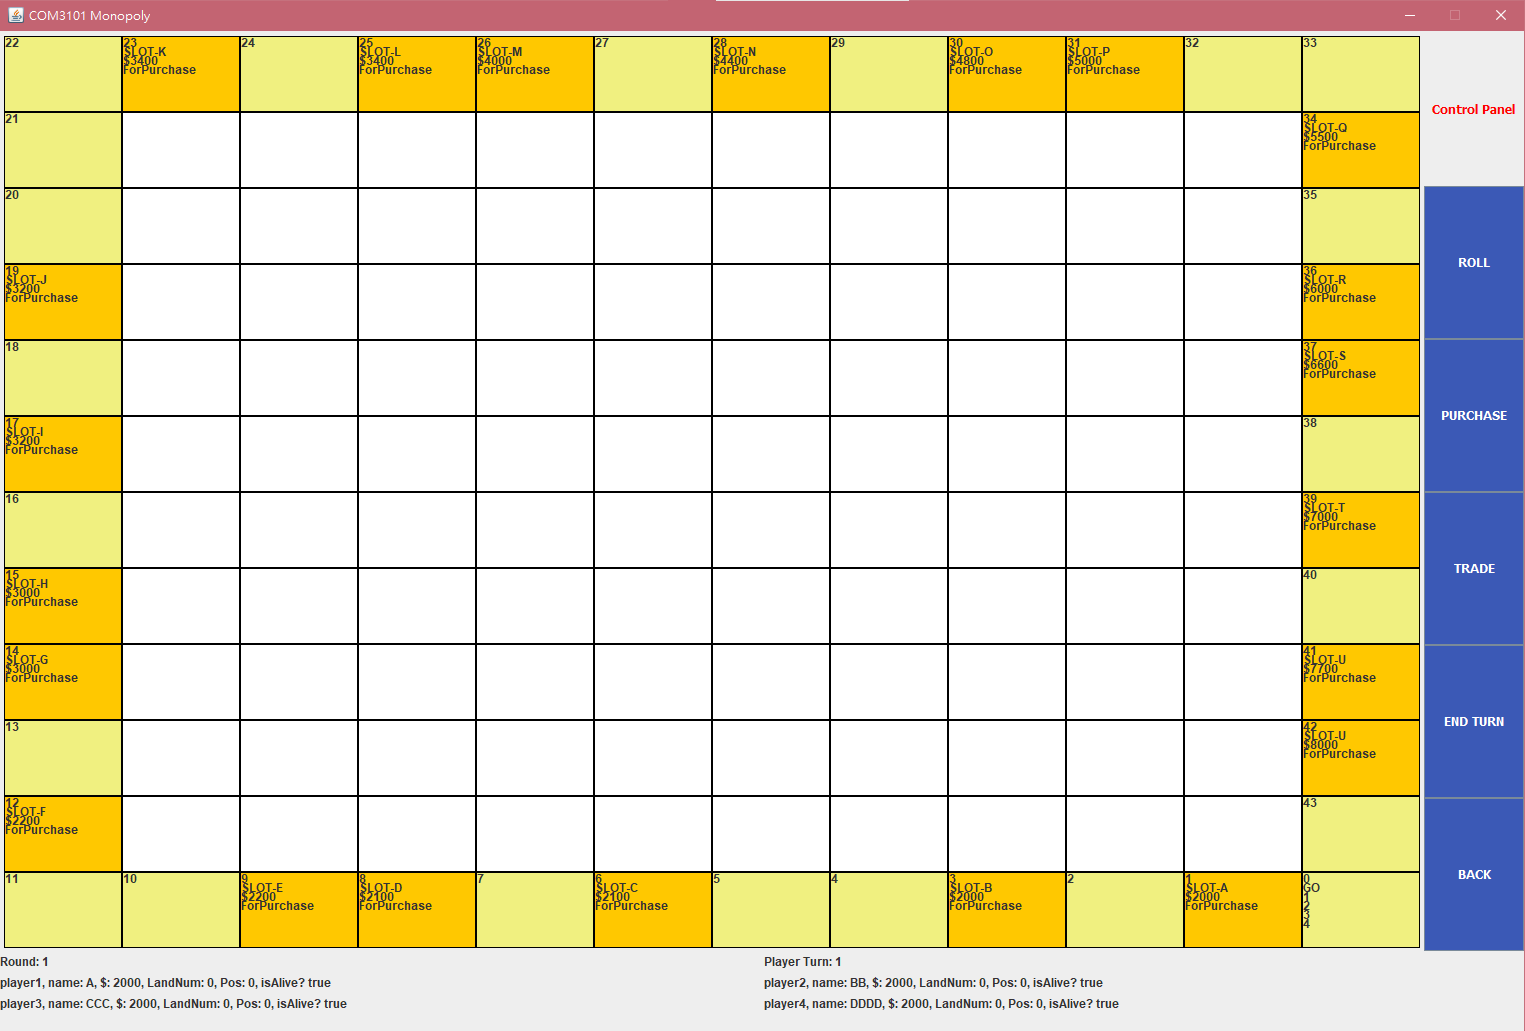 COM3101 Monopoly
22
23
SLOT-K
$3400
ForPurchase
24
25
SLOT-L
$3400
ForPurchase
26
SLOT-M
$4000
ForPurchase
27
28
SLOT-N
$4400
ForPurchase
29
30
SLOT-O
$4800
ForPurchase
31
SLOT-P
$5000
ForPurchase
32
33
Control Panel
21
34
SLOT-Q
$5500
ForPurchase
20
35
ROLL
19
SLOT-J
$3200
ForPurchase
36
SLOT-R
$6000
ForPurchase
18
37
SLOT-S
$6600
ForPurchase
PURCHASE
17
SLOT-I
$3200
ForPurchase
38
16
39
SLOT-T
$7000
ForPurchase
TRADE
15
SLOT-H
$3000
ForPurchase
40
14
SLOT-G
$3000
ForPurchase
41
SLOT-U
$7700
ForPurchase
END TURN
13
42
SLOT-U
$8000
ForPurchase
12
SLOT-F
$2200
ForPurchase
43
BACK
11
10
9
SLOT-E
$2200
ForPurchase
8
SLOT-D
$2100
ForPurchase
7
6
SLOT-C
$2100
ForPurchase
5
4
3
SLOT-B
$2000
ForPurchase
2
1
SLOT-A
$2000
ForPurchase
0
GO
1
2
3
4
Round: 1
Player Turn: 1
player1, name: A, $: 2000, LandNum: 0, Pos: 0, isAlive? true
player2, name: BB, $: 2000, LandNum: 0, Pos: 0, isAlive? true
player3, name: CCC, $: 2000, LandNum: 0, Pos: 0, isAlive? true
player4, name: DDDD, $: 2000, LandNum: 0, Pos: 0, isAlive? true